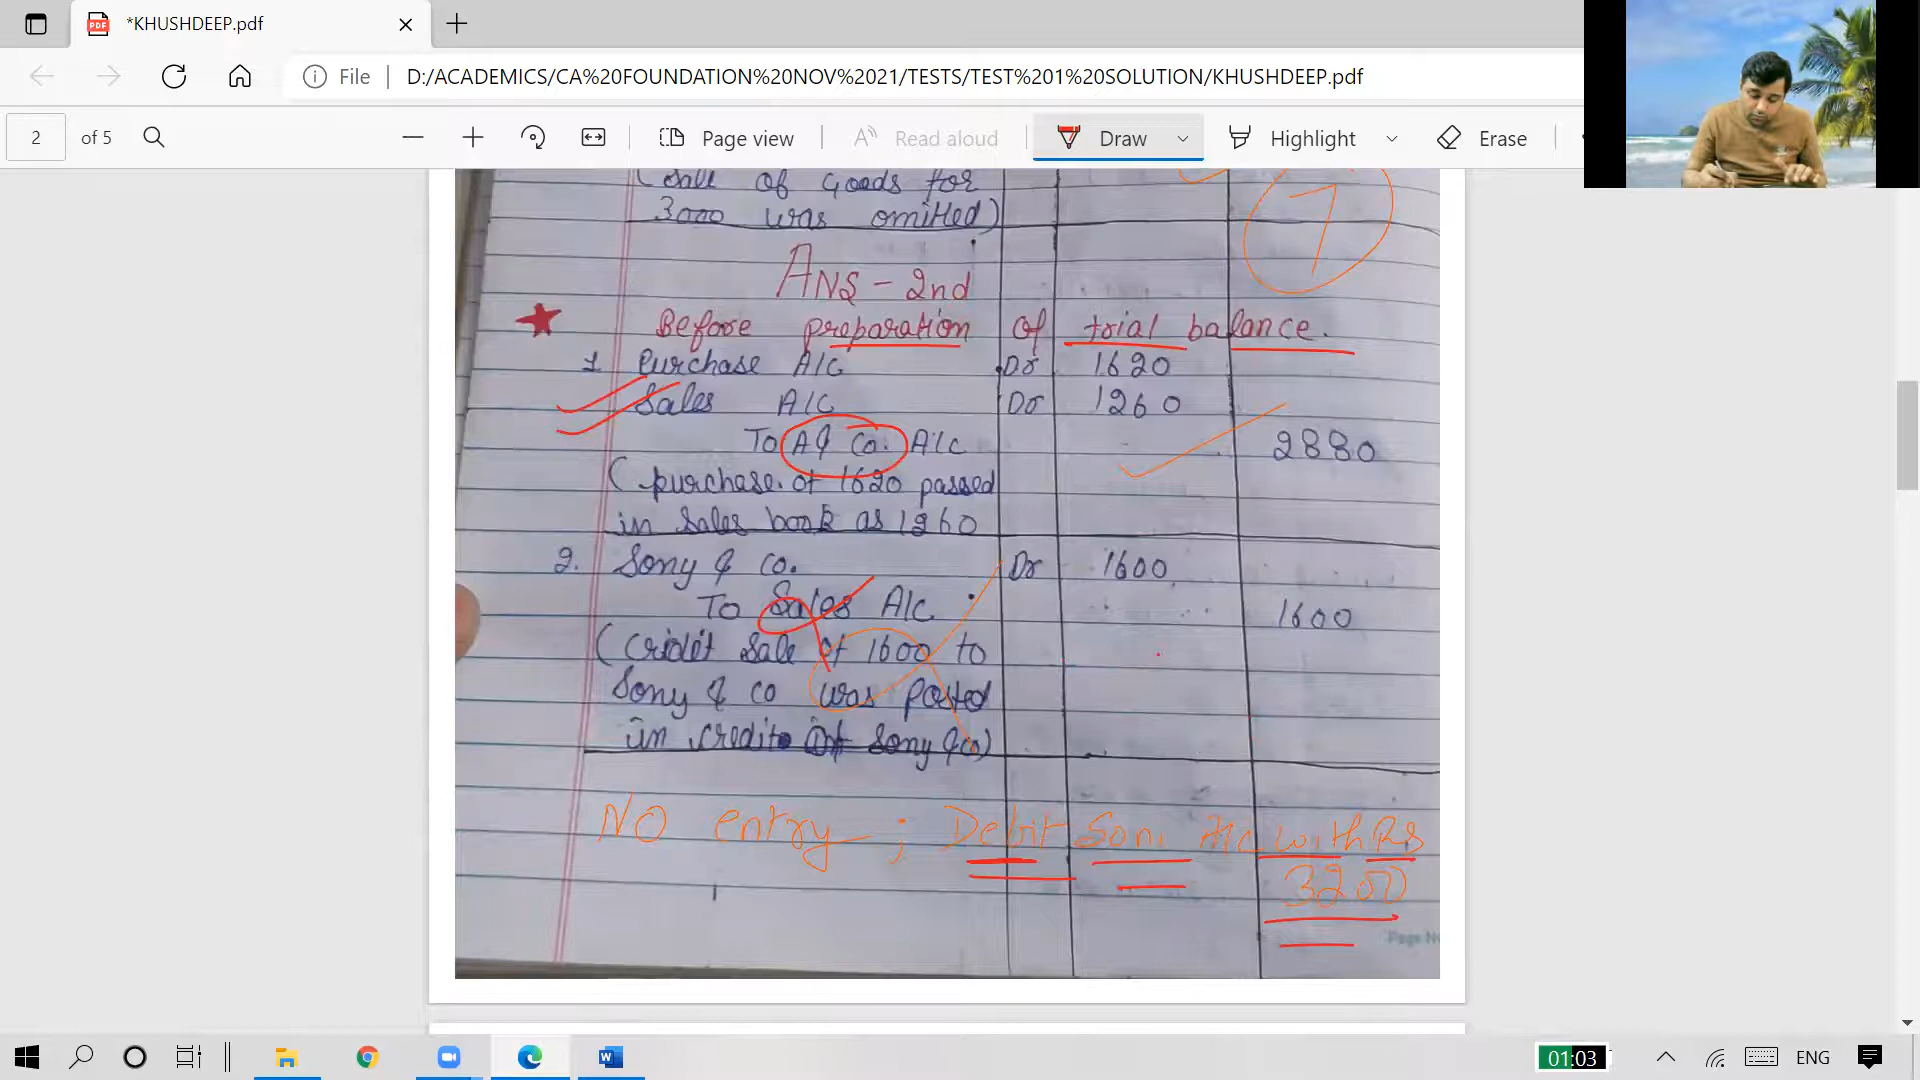 *KHUSHDEEP.pdf
File
D:/ACADEMICS/CA%20FOUNDATION%20NOV%2021/TESTS/TEST%201%20SOLUTION/KHUSHDEEP.pdf
2 of 5
Page view
Read aloud
Draw
Highlight
Erase
(Sale of Goods for
3000 was omitted)
7
ANS - 2nd
Before preparation of trial balance.
1. Purchase A/C Dr 1620
Sales A/C Dr 1260
To A & Co. A/C 2880
(purchase of 1620 passed
in Sales book as 1260
2. Sony & Co. Dr 1600
To Sales A/C 1600
(Cridit Sale of 1600 to
Sony & Co was posted
in credit of Sony & Co)
NO entry ; Debit Soni A/C with RS
3200
Page No
01:03
ENG